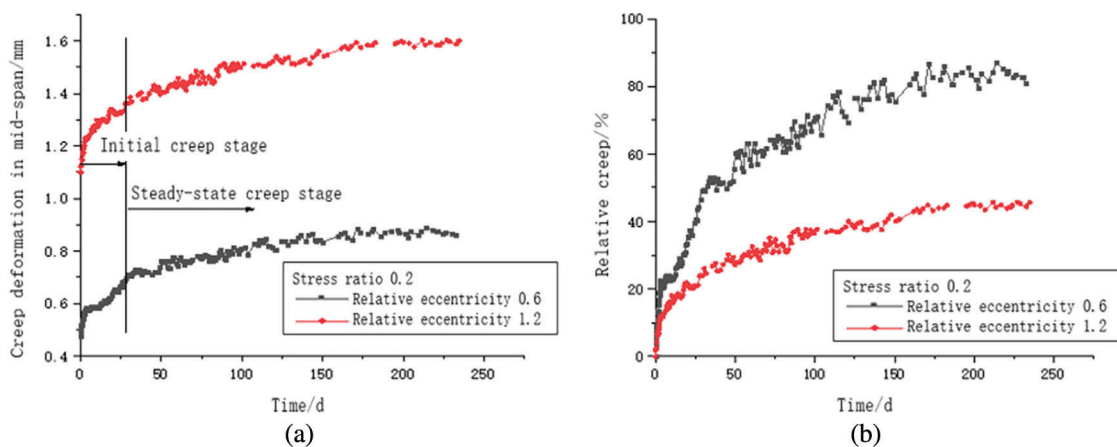 Creep deformation in mid-span/mm
1.6
1.4
1.2
1.0
0.8
0.6
0.4
Initial creep stage
Steady-state creep stage
Stress ratio 0.2
Relative eccentricity 0.6
Relative eccentricity 1.2
0
50
100
150
200
250
Time/d
(a)
Relative creep/%
100%
80
60
40
20
0
Stress ratio 0.2
Relative eccentricity 0.6
Relative eccentricity 1.2
0
50
100
150
200
250
Time/d
(b)